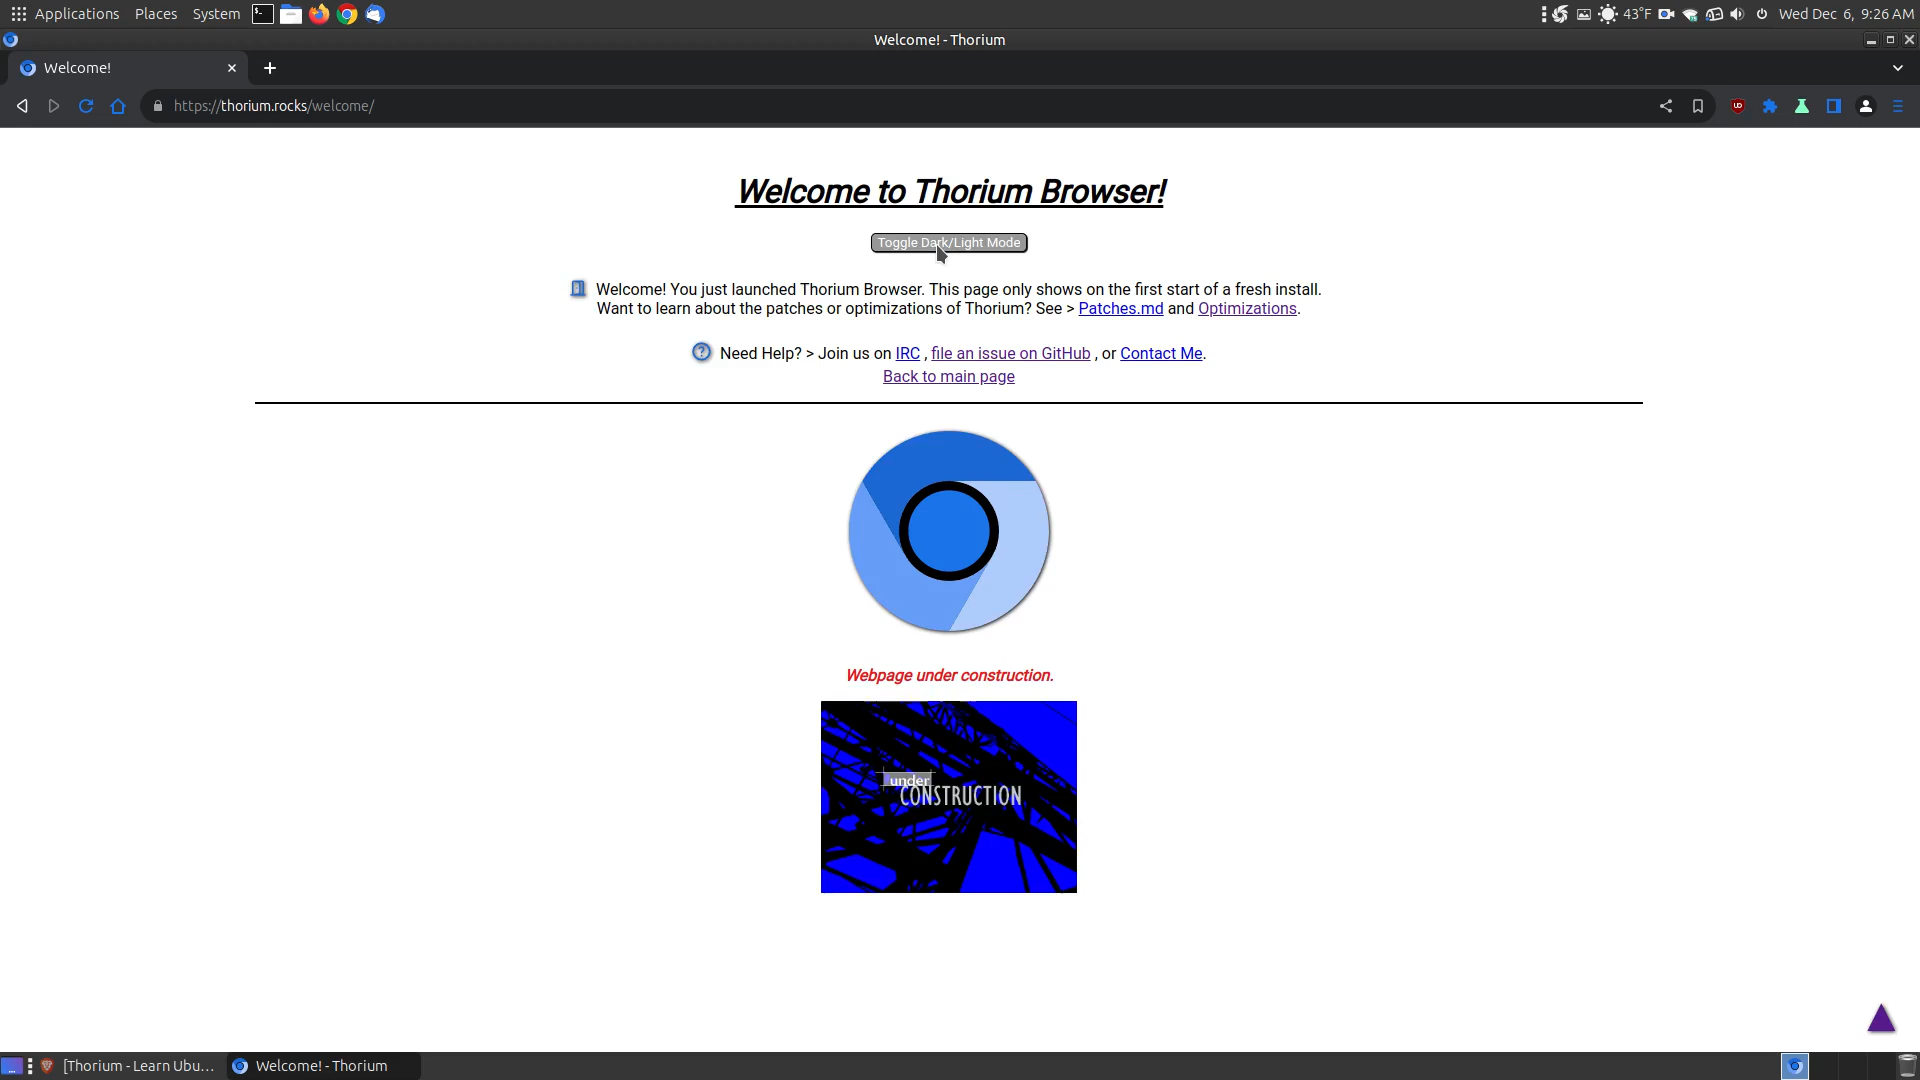 Applications Places System 43°F Wed Dec 6, 9:26 AM
Welcome! - Thorium
Welcome!
https://thorium.rocks/welcome/
Welcome to Thorium Browser!
Toggle Dark/Light Mode
Welcome! You just launched Thorium Browser. This page only shows on the first start of a fresh install.
Want to learn about the patches or optimizations of Thorium? See > Patches.md and Optimizations.
Need Help? > Join us on IRC , file an issue on GitHub , or Contact Me.
Back to main page
Webpage under construction.
under
CONSTRUCTION
[Thorium - Learn Ubu... Welcome! - Thorium